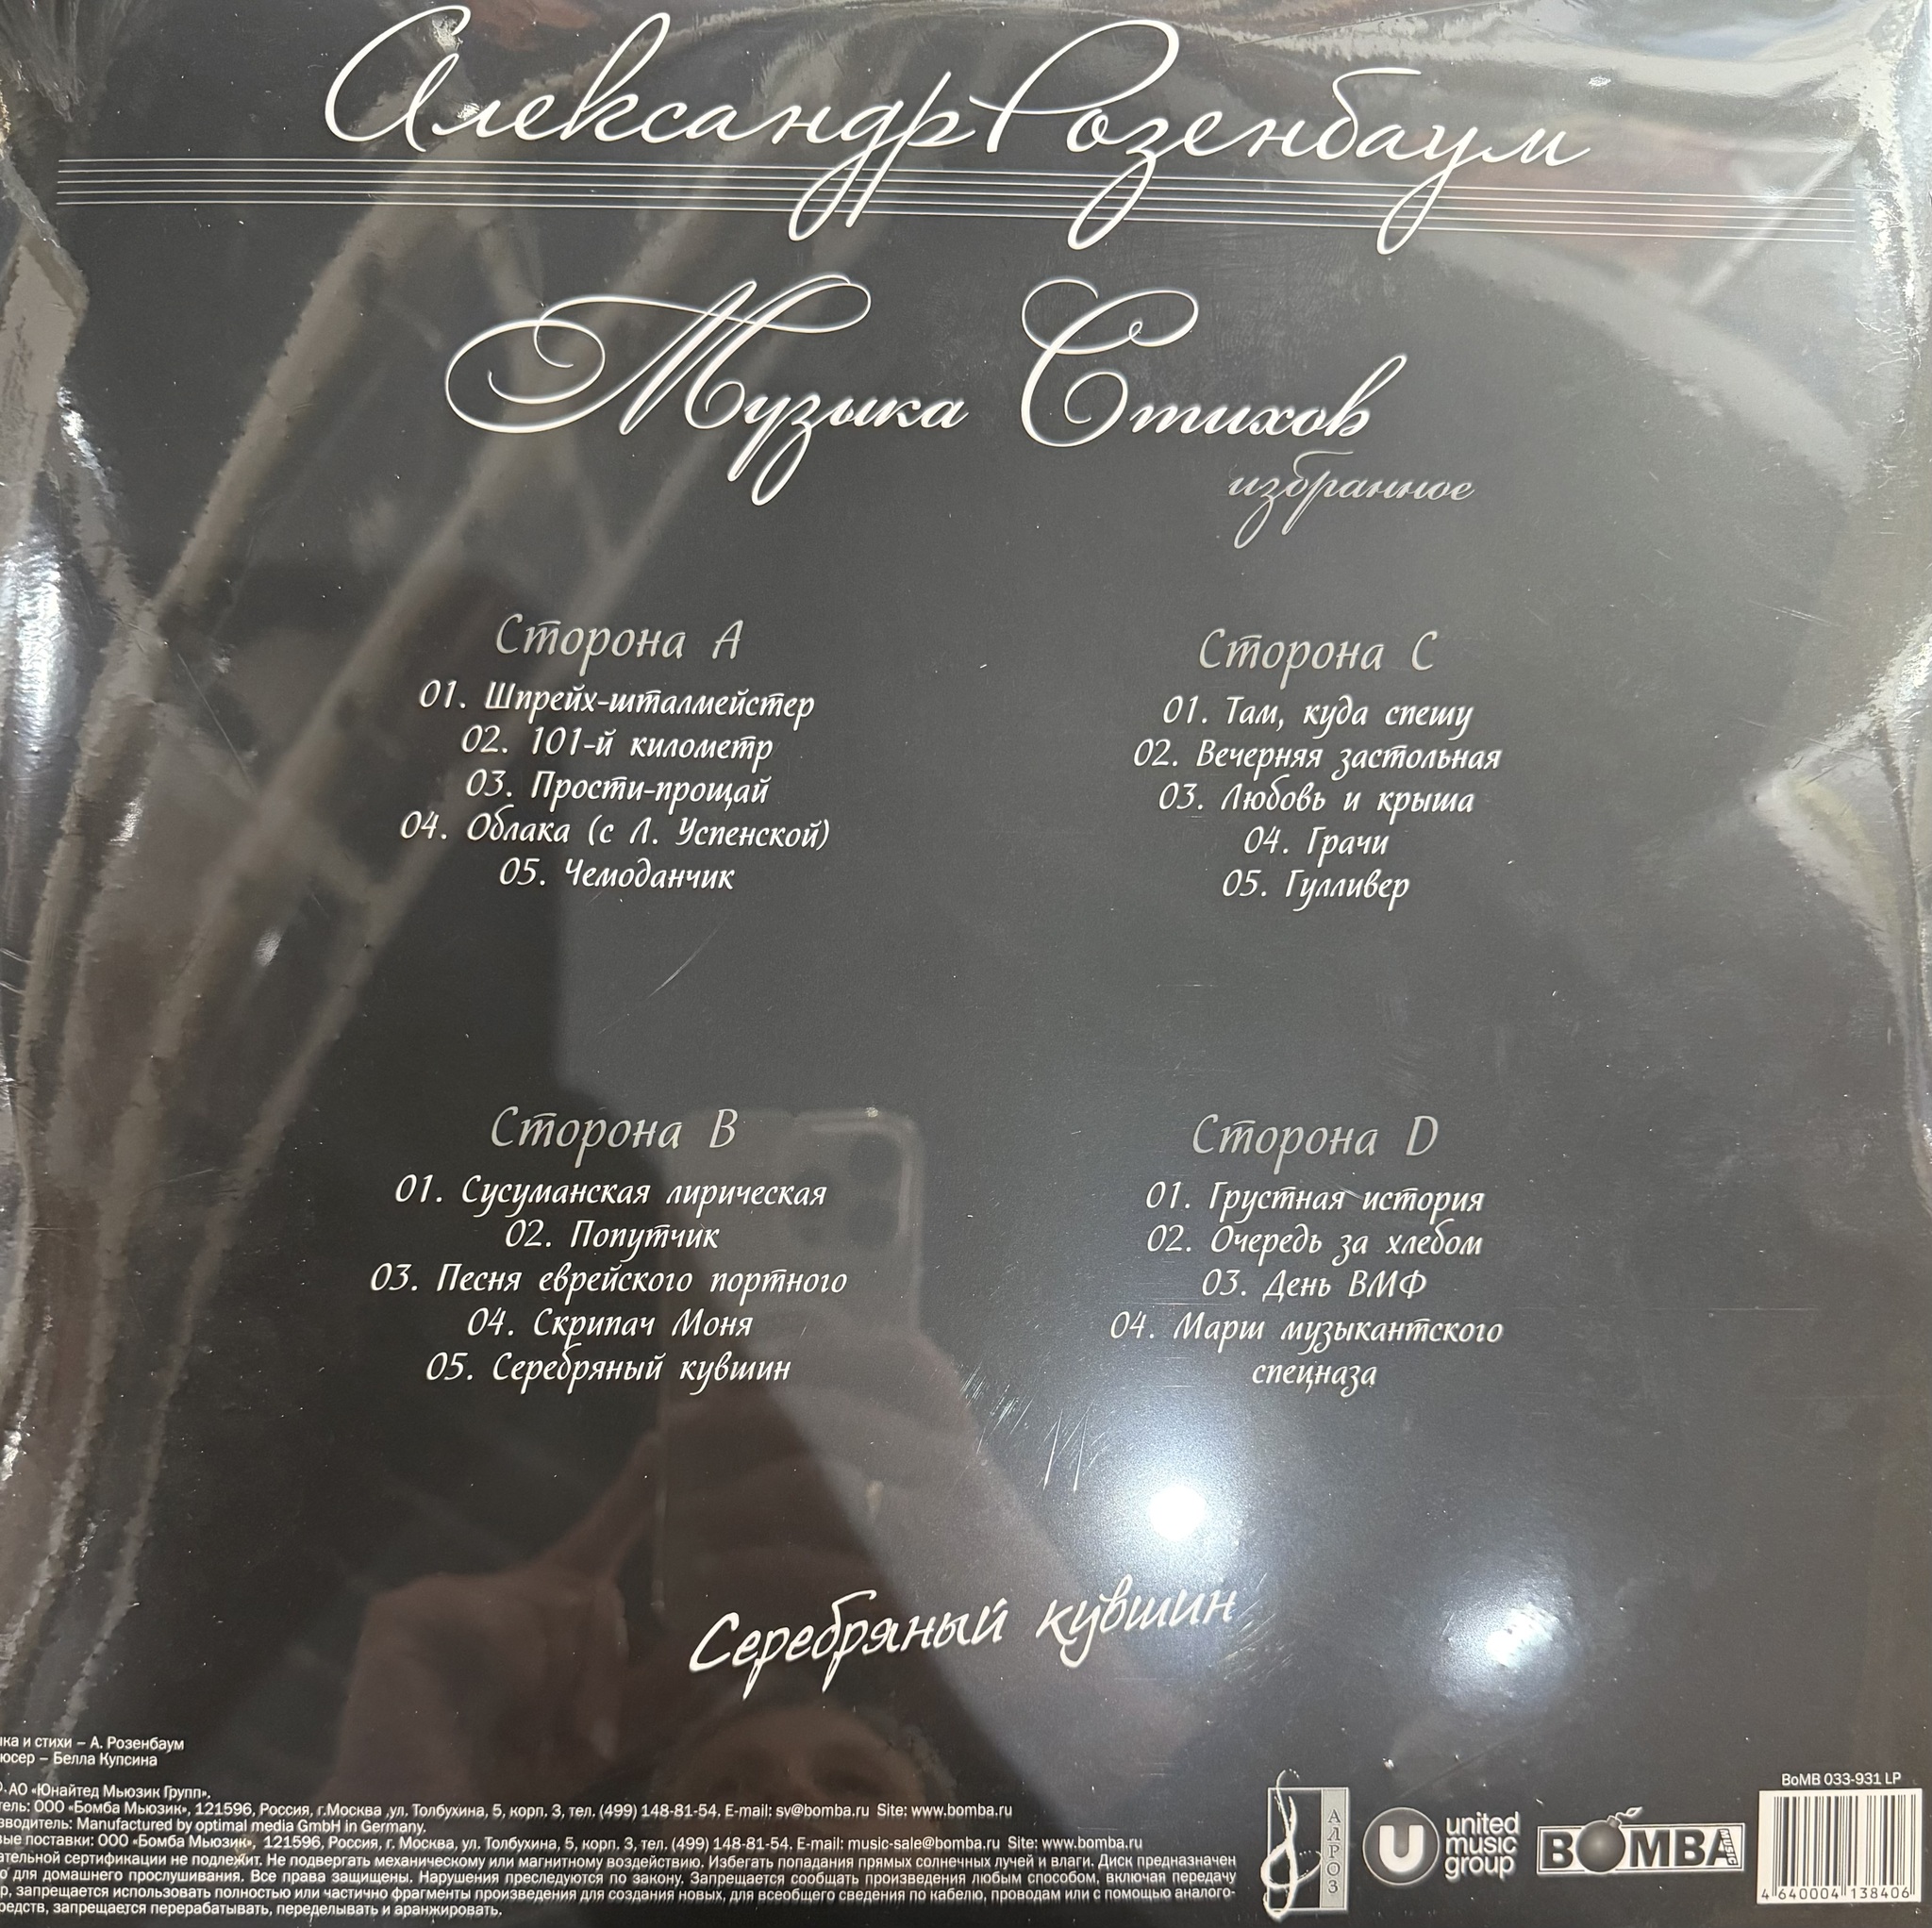 Александр Розенбаум
Музыка Стихов
избранное
Сторона A
01. Шпрейх-шталмейстер
02. 101-й километр
03. Прости-прощай
04. Облака (с Л. Успенской)
05. Чемоданчик
Сторона B
01. Сусуманская лирическая
02. Попутчик
03. Песня еврейского портного
04. Скрипач Моня
05. Серебряный кувшин
Сторона C
01. Там, куда спешу
02. Вечерняя застольная
03. Любовь и крыша
04. Грачи
05. Гулливер
Сторона D
01. Грустная история
02. Очередь за хлебом
03. День ВМФ
04. Марш музыкантского
спецназа
Серебряный кувшин
и стихи – А. Розенбаум
– Белла Купсина
АО «Юнайтед Мьюзик Групп».
ООО «Бомба Мьюзик», 121596, Россия, г.Москва ,ул. Толбухина, 5, корп. 3, тел. (499) 148-81-54. E-mail: sv@bomba.ru Site: www.bomba.ru
Manufactured by optimal media GmbH in Germany.
поставки: ООО «Бомба Мьюзик», 121596, Россия, г. Москва, ул. Толбухина, 5, корп. 3, тел. (499) 148-81-54. E-mail: music-sale@bomba.ru Site: www.bomba.ru
сертификации не подлежит. Не подвергать механическому или магнитному воздействию. Избегать попадания прямых солнечных лучей и влаги. Диск предназначен
для домашнего прослушивания. Все права защищены. Нарушения преследуются по закону. Запрещается сообщать произведения любым способом, включая передачу
запрещается использовать полностью или частично фрагменты произведения для создания новых, для всеобщего сведения по кабелю, проводам или с помощью аналого-
запрещается перерабатывать, переделывать и аранжировать.
АЛРОЗ
U united
music
group
BOMBA
MUSIC
BoMB 033-931 LP
4 640004 138406